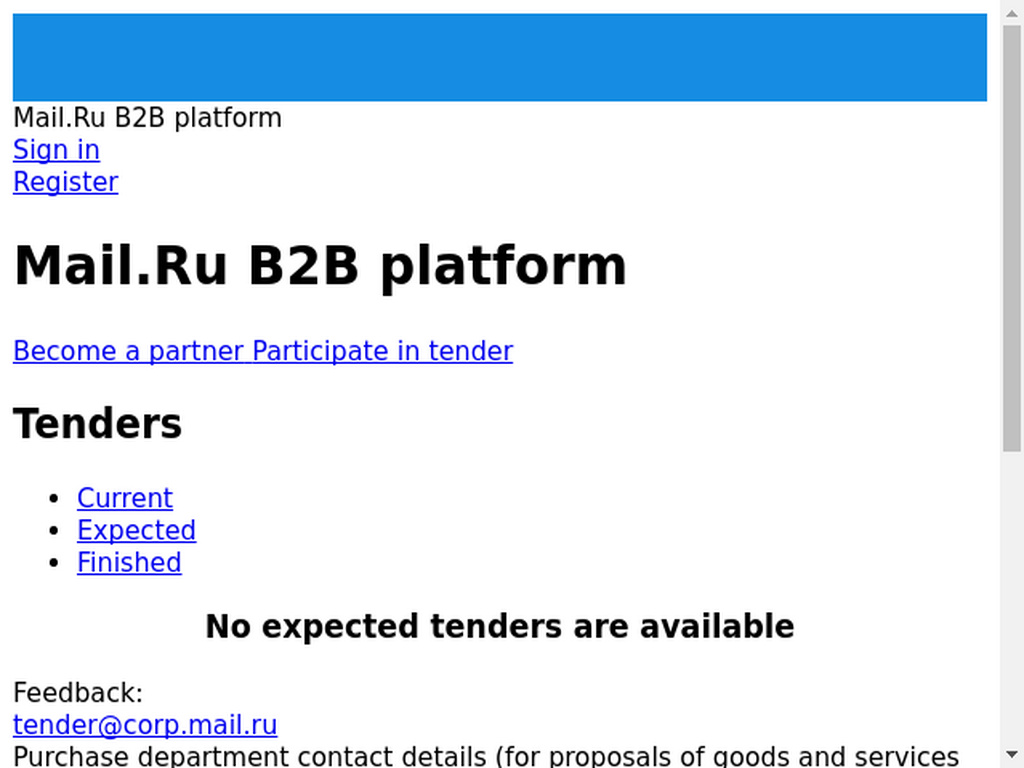 Mail.Ru B2B platform
Sign in
Register
Mail.Ru B2B platform
Become a partner Participate in tender
Tenders
Current
Expected
Finished
No expected tenders are available
Feedback:
tender@corp.mail.ru
Purchase department contact details (for proposals of goods and services